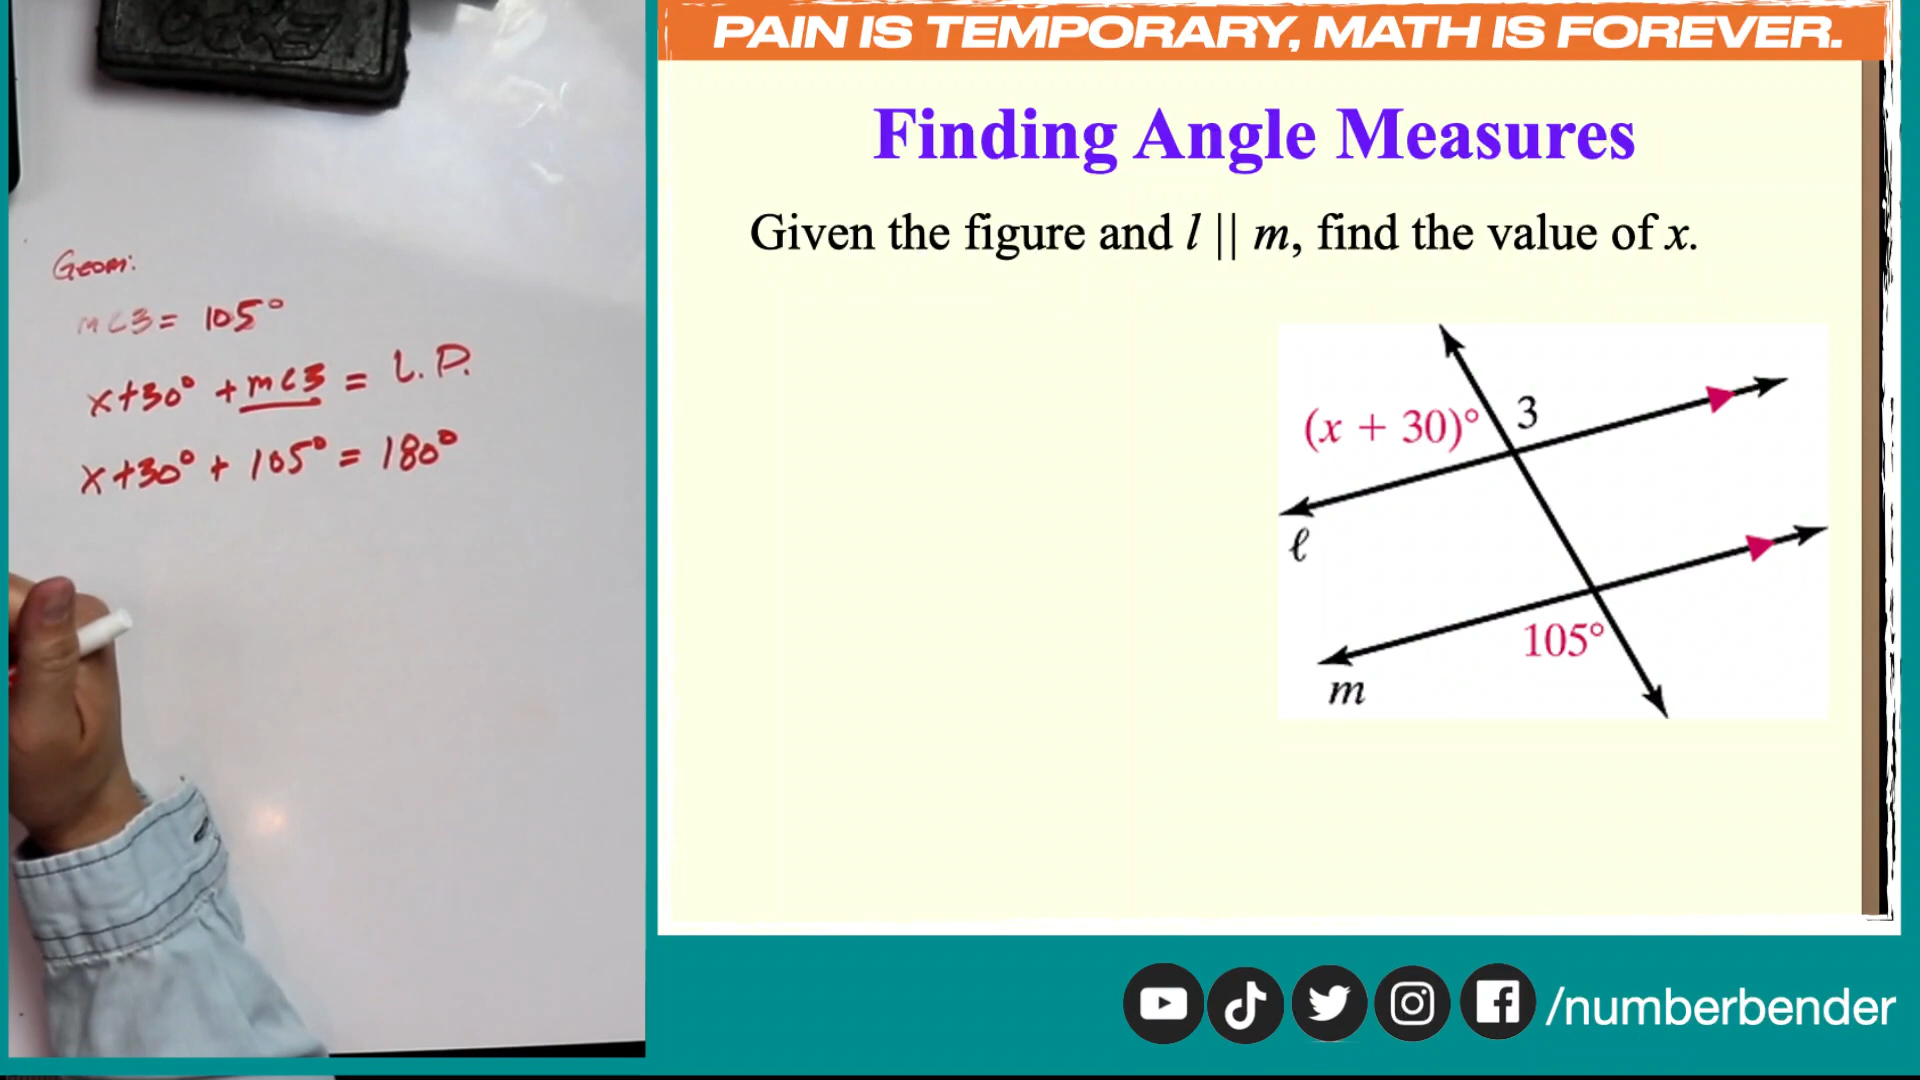 PAIN IS TEMPORARY, MATH IS FOREVER.
Finding Angle Measures
Given the figure and l || m, find the value of x.
Geom:
m∠3 = 105°
x+30° + m∠3 = L.P.
x+30° + 105° = 180°
(x + 30)°
3
ℓ
105°
m
/numberbender
EXPO